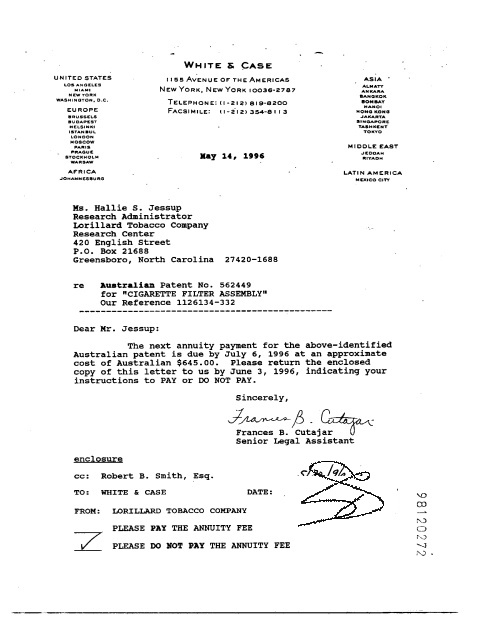 WHITE & CASE
UNITED STATES
LOS ANGELES
MIAMI
NEW YORK
WASHINGTON, D.C.
EUROPE
BRUSSELS
BUDAPEST
HELSINKI
ISTANBUL
LONDON
MOSCOW
PARIS
PRAGUE
STOCKHOLM
WARSAW
AFRICA
JOHANNESBURG
1155 AVENUE OF THE AMERICAS
NEW YORK, NEW YORK 10036-2787
TELEPHONE: (1-212) 819-8200
FACSIMILE: (1-212) 354-8113
ASIA
ALMATY
ANKARA
BANGKOK
BOMBAY
HANOI
HONG KONG
JAKARTA
SINGAPORE
TASHKENT
TOKYO
MIDDLE EAST
JEDDAH
RIYADH
LATIN AMERICA
MEXICO CITY
May 14, 1996
Ms. Hallie S. Jessup
Research Administrator
Lorillard Tobacco Company
Research Center
420 English Street
P.O. Box 21688
Greensboro, North Carolina 27420-1688
re Australian Patent No. 562449
for "CIGARETTE FILTER ASSEMBLY"
Our Reference 1126134-332
Dear Mr. Jessup:
The next annuity payment for the above-identified
Australian patent is due by July 6, 1996 at an approximate
cost of Australian $645.00. Please return the enclosed
copy of this letter to us by June 3, 1996, indicating your
instructions to PAY or DO NOT PAY.
Sincerely,
Frances B. Cutajar
Frances B. Cutajar
Senior Legal Assistant
enclosure
cc: Robert B. Smith, Esq.
TO: WHITE & CASE DATE:
FROM: LORILLARD TOBACCO COMPANY
PLEASE PAY THE ANNUITY FEE
PLEASE DO NOT PAY THE ANNUITY FEE
98120272